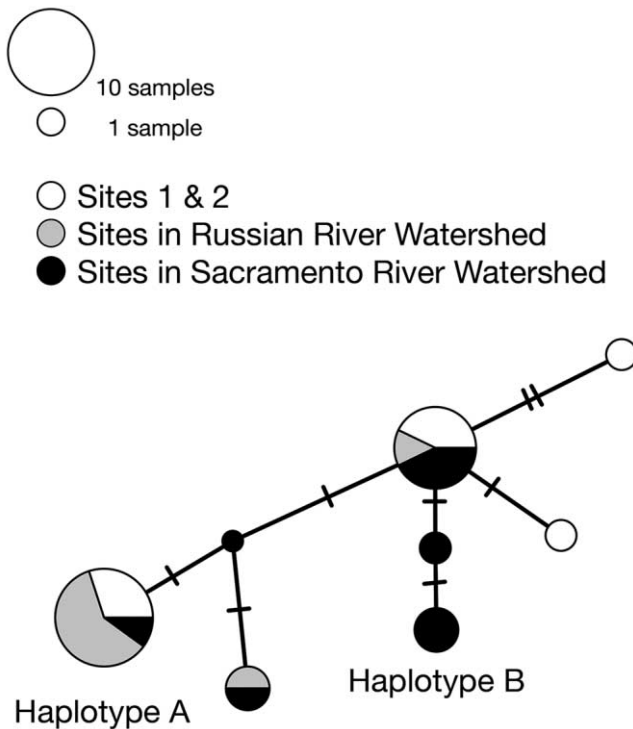 10 samples
1 sample
Sites 1 & 2
Sites in Russian River Watershed
Sites in Sacramento River Watershed
Haplotype A
Haplotype B